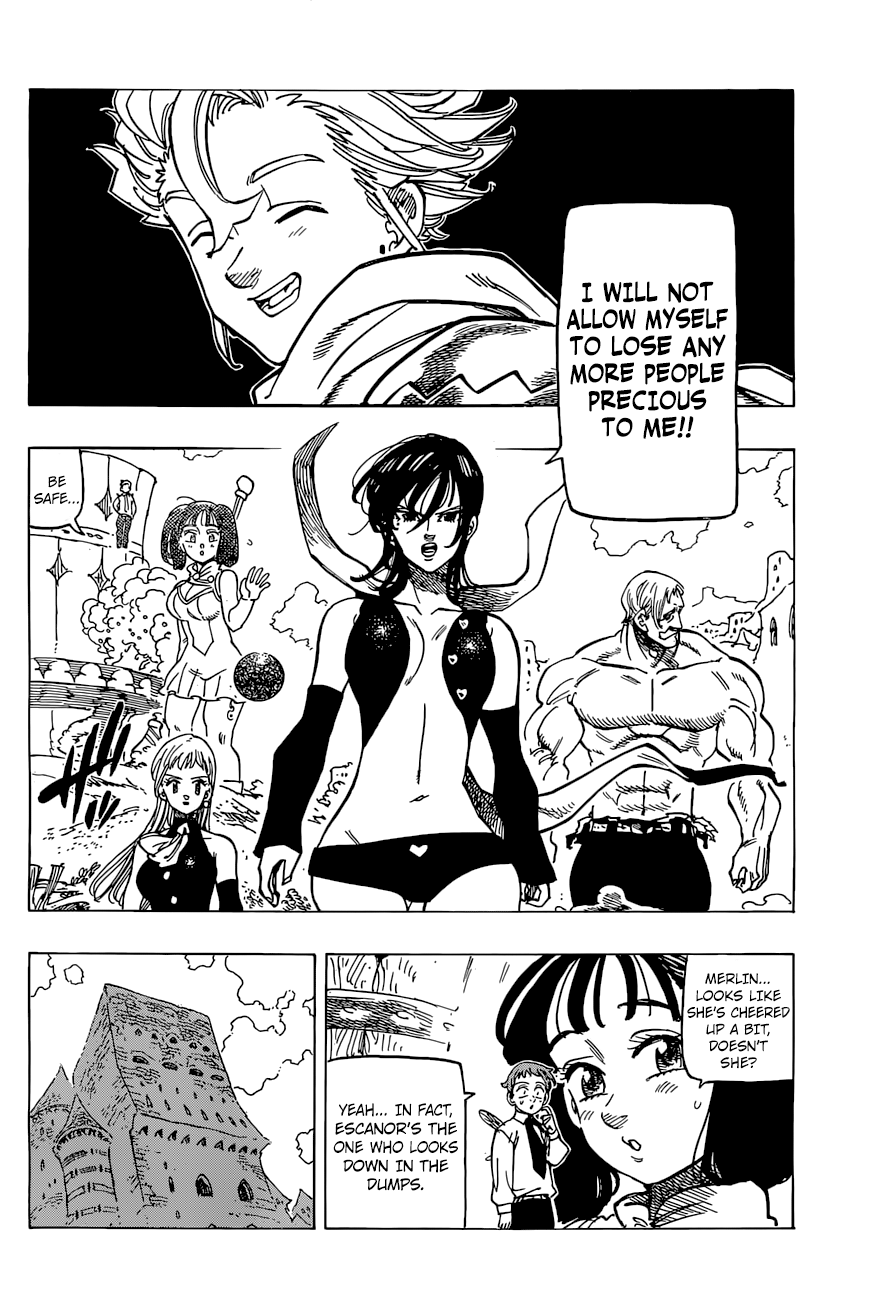 I WILL NOT
ALLOW MYSELF
TO LOSE ANY
MORE PEOPLE
PRECIOUS
TO ME!!
BE
SAFE...
MERLIN...
LOOKS LIKE
SHE'S CHEERED
UP A BIT,
DOESN'T
SHE?
YEAH... IN FACT,
ESCANOR'S THE
ONE WHO LOOKS
DOWN IN THE
DUMPS.